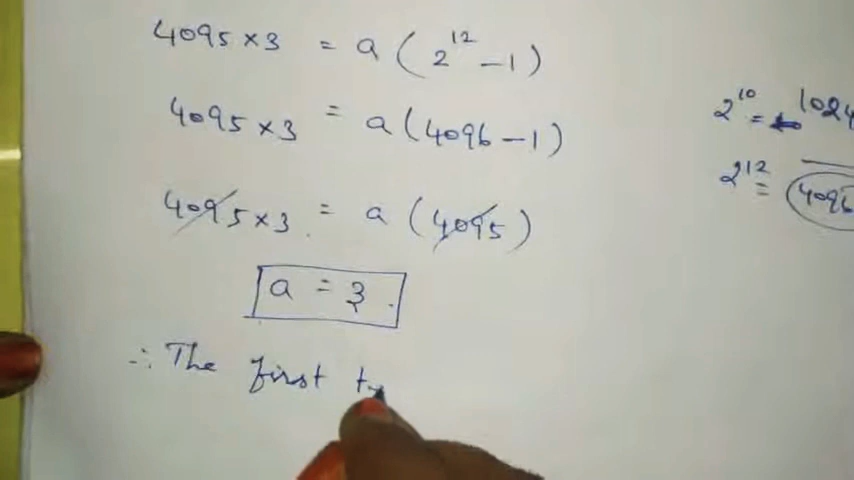 4095 × 3 = a ( 2^12 - 1 )
4095 × 3 = a ( 4096 - 1 )
4095 × 3 = a ( 4095 )
a = 3 .
∴ The first
2^10 = 1024
2^12 = 4096